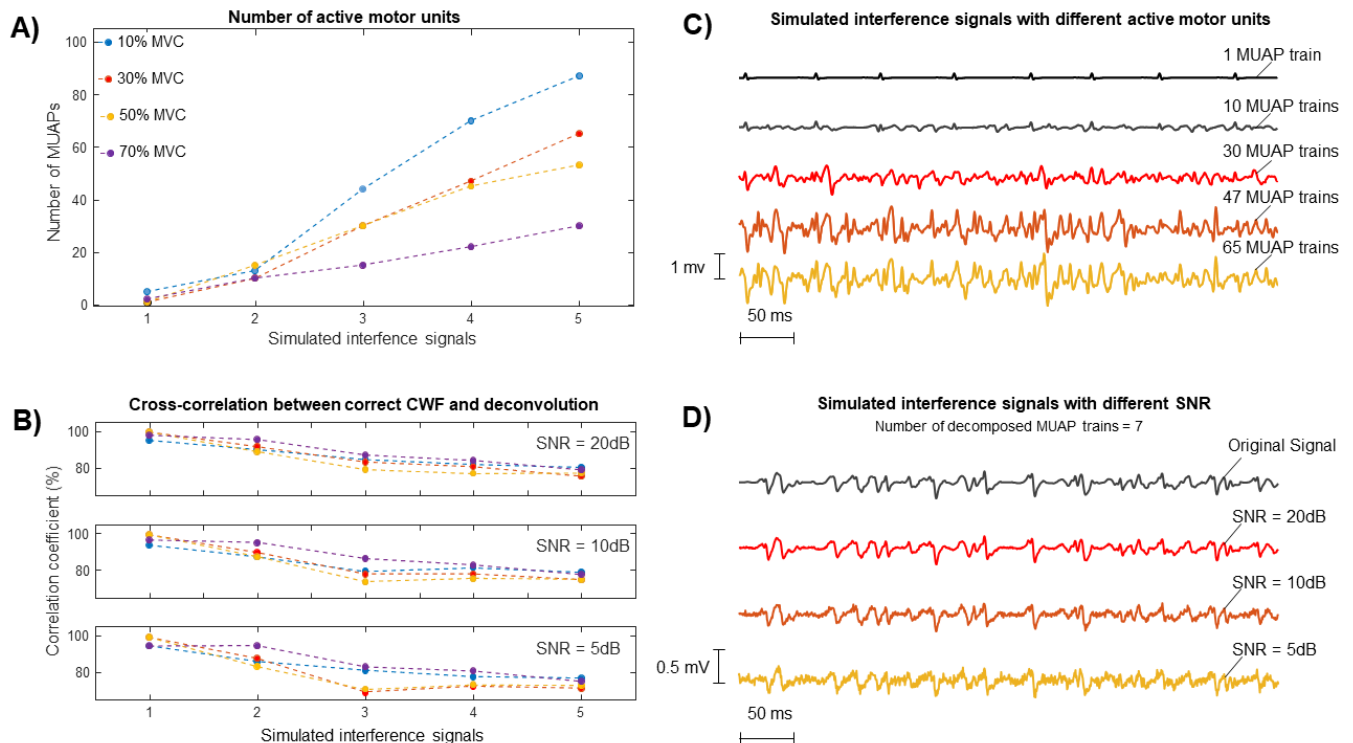 A)
Number of active motor units
Number of MUAPs
100
80
60
40
20
0
10% MVC
30% MVC
50% MVC
70% MVC
1
2
3
4
5
Simulated interfence signals
B)
Cross-correlation between correct CWF and deconvolution
Correlation coefficient (%)
100
80
SNR = 20dB
100
80
SNR = 10dB
100
80
SNR = 5dB
1
2
3
4
5
Simulated interference signals
C)
Simulated interference signals with different active motor units
1 MUAP train
10 MUAP trains
30 MUAP trains
47 MUAP trains
65 MUAP trains
1 mv
50 ms
D)
Simulated interference signals with different SNR
Number of decomposed MUAP trains = 7
Original Signal
SNR = 20dB
SNR = 10dB
SNR = 5dB
0.5 mV
50 ms